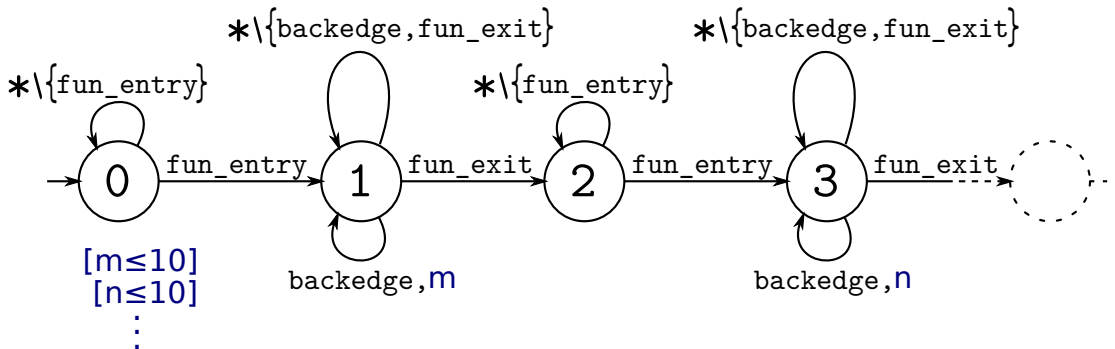 *\{backedge,fun_exit}
*\{backedge,fun_exit}
*\{fun_entry}
*\{fun_entry}
0
fun_entry
1
fun_exit
2
fun_entry
3
fun_exit
[m≤10]
[n≤10]
⋮
backedge,m
backedge,n